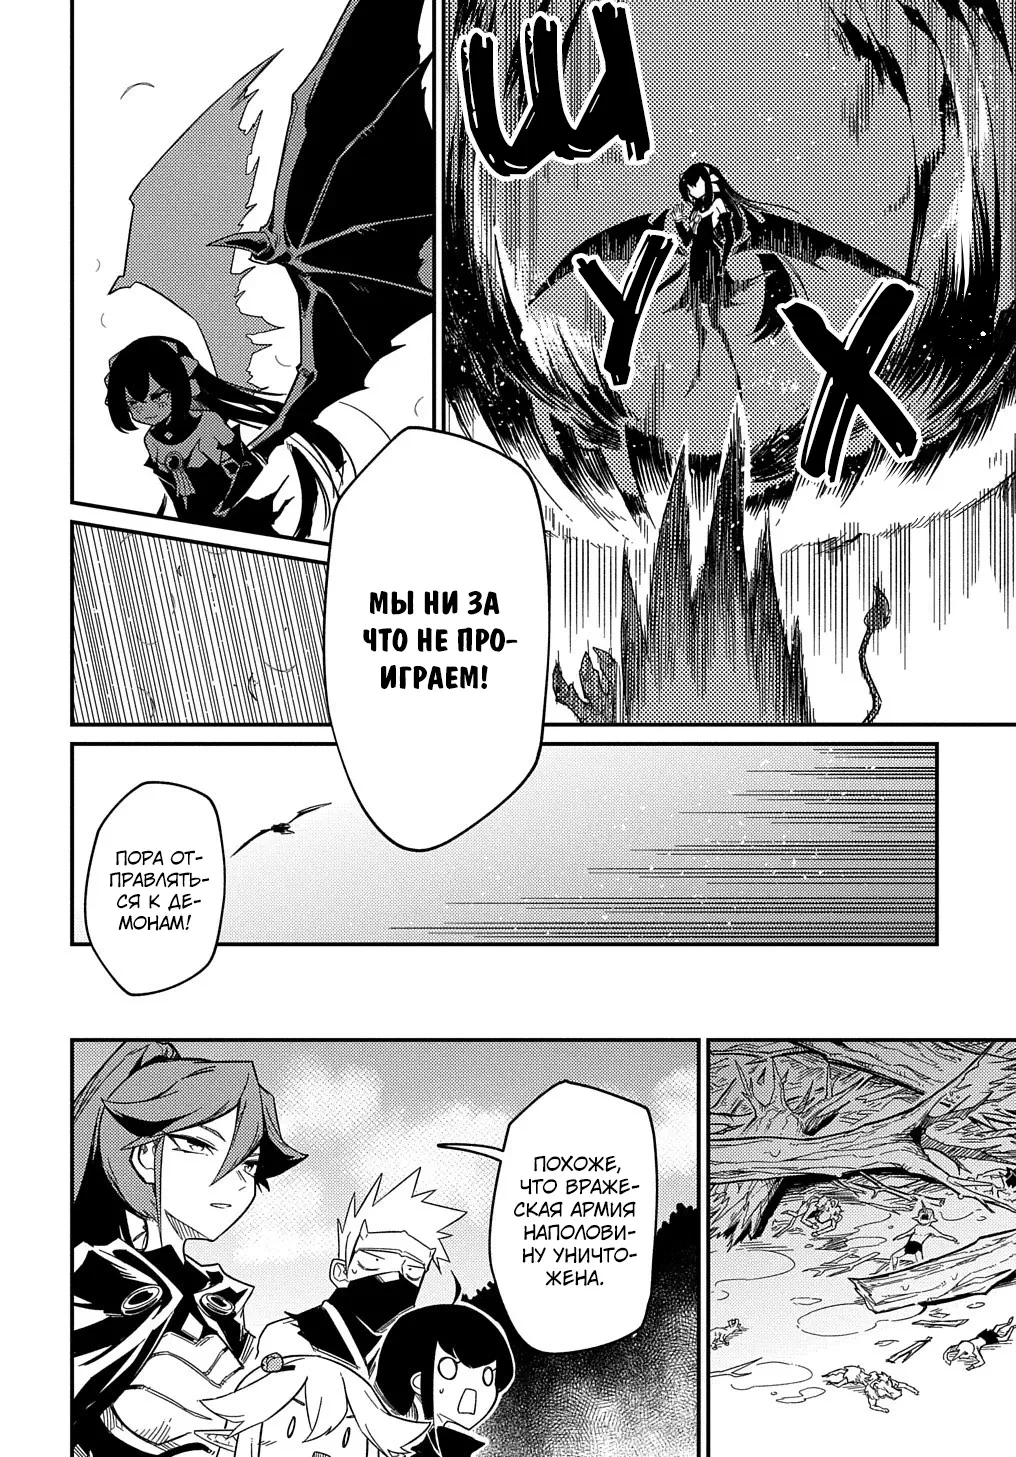 ШУХ
МЫ НИ ЗА
ЧТО НЕ ПРО-
ИГРАЕМ!
ПОРА ОТ-
ПРАВЛЯТЬ-
СЯ К ДЕ-
МОНАМ!
ПОХОЖЕ,
ЧТО ВРАЖЕ-
СКАЯ АРМИЯ
НАПОЛОВИ-
НУ УНИЧТО-
ЖЕНА.